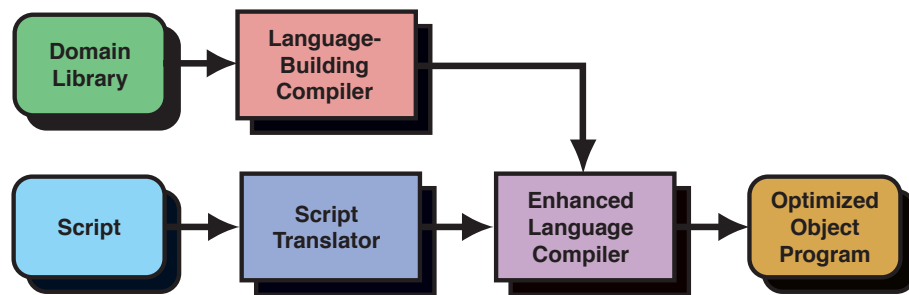 Domain
Library
Language-
Building
Compiler
Script
Script
Translator
Enhanced
Language
Compiler
Optimized
Object
Program